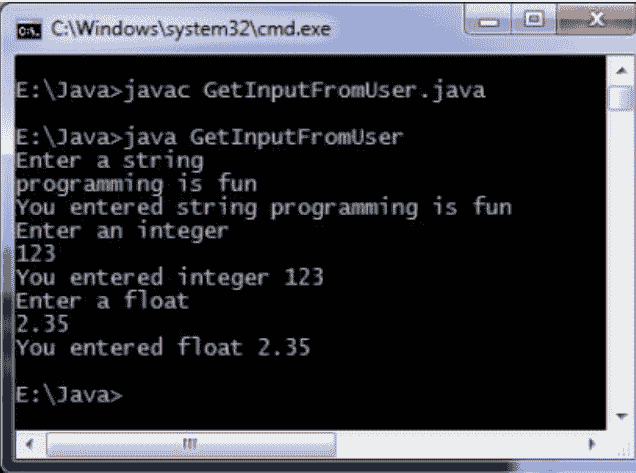 C:\Windows\system32\cmd.exe
E:\Java>javac GetInputFromUser.java
E:\Java>java GetInputFromUser
Enter a string
programming is fun
You entered string programming is fun
Enter an integer
123
You entered integer 123
Enter a float
2.35
You entered float 2.35
E:\Java>